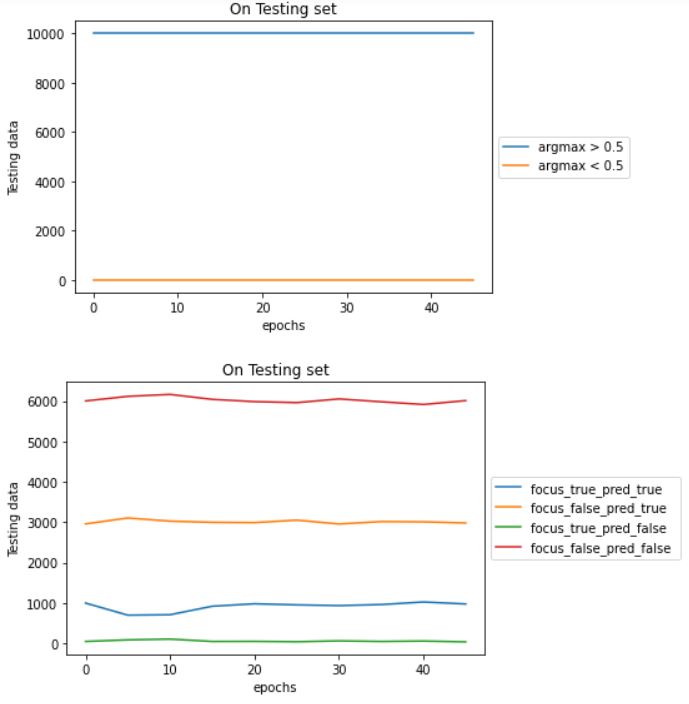 On Testing set
10000
8000
6000
4000
2000
0
Testing data
0 10 20 30 40
epochs
argmax > 0.5
argmax < 0.5
On Testing set
6000
5000
4000
3000
2000
1000
0
Testing data
0 10 20 30 40
epochs
focus_true_pred_true
focus_false_pred_true
focus_true_pred_false
focus_false_pred_false